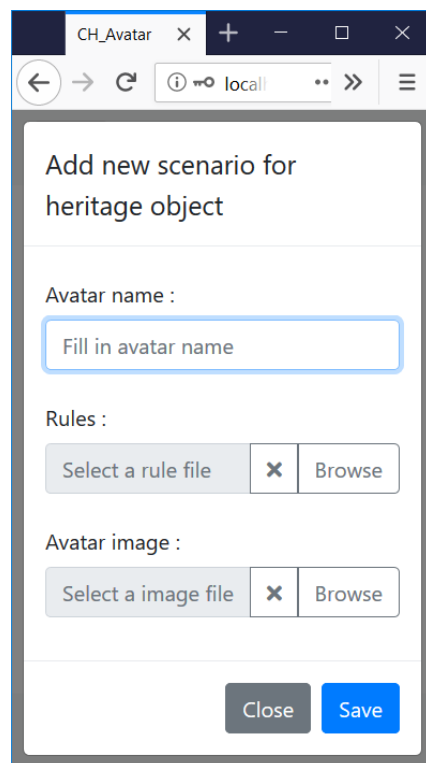 CH_Avatar
locall
Add new scenario for
heritage object
Avatar name :
Fill in avatar name
Rules :
Select a rule file
Browse
Avatar image :
Select a image file
Browse
Close Save